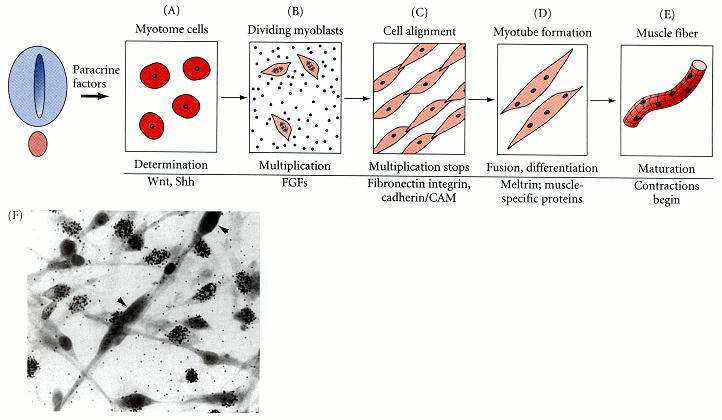 (A)
Myotome cells
(B)
Dividing myoblasts
(C)
Cell alignment
(D)
Myotube formation
(E)
Muscle fiber
Paracrine
factors
Determination
Wnt, Shh
Multiplication
FGFs
Multiplication stops
Fibronectin integrin,
cadherin/CAM
Fusion, differentiation
Meltrin; muscle-
specific proteins
Maturation
Contractions
begin
(F)